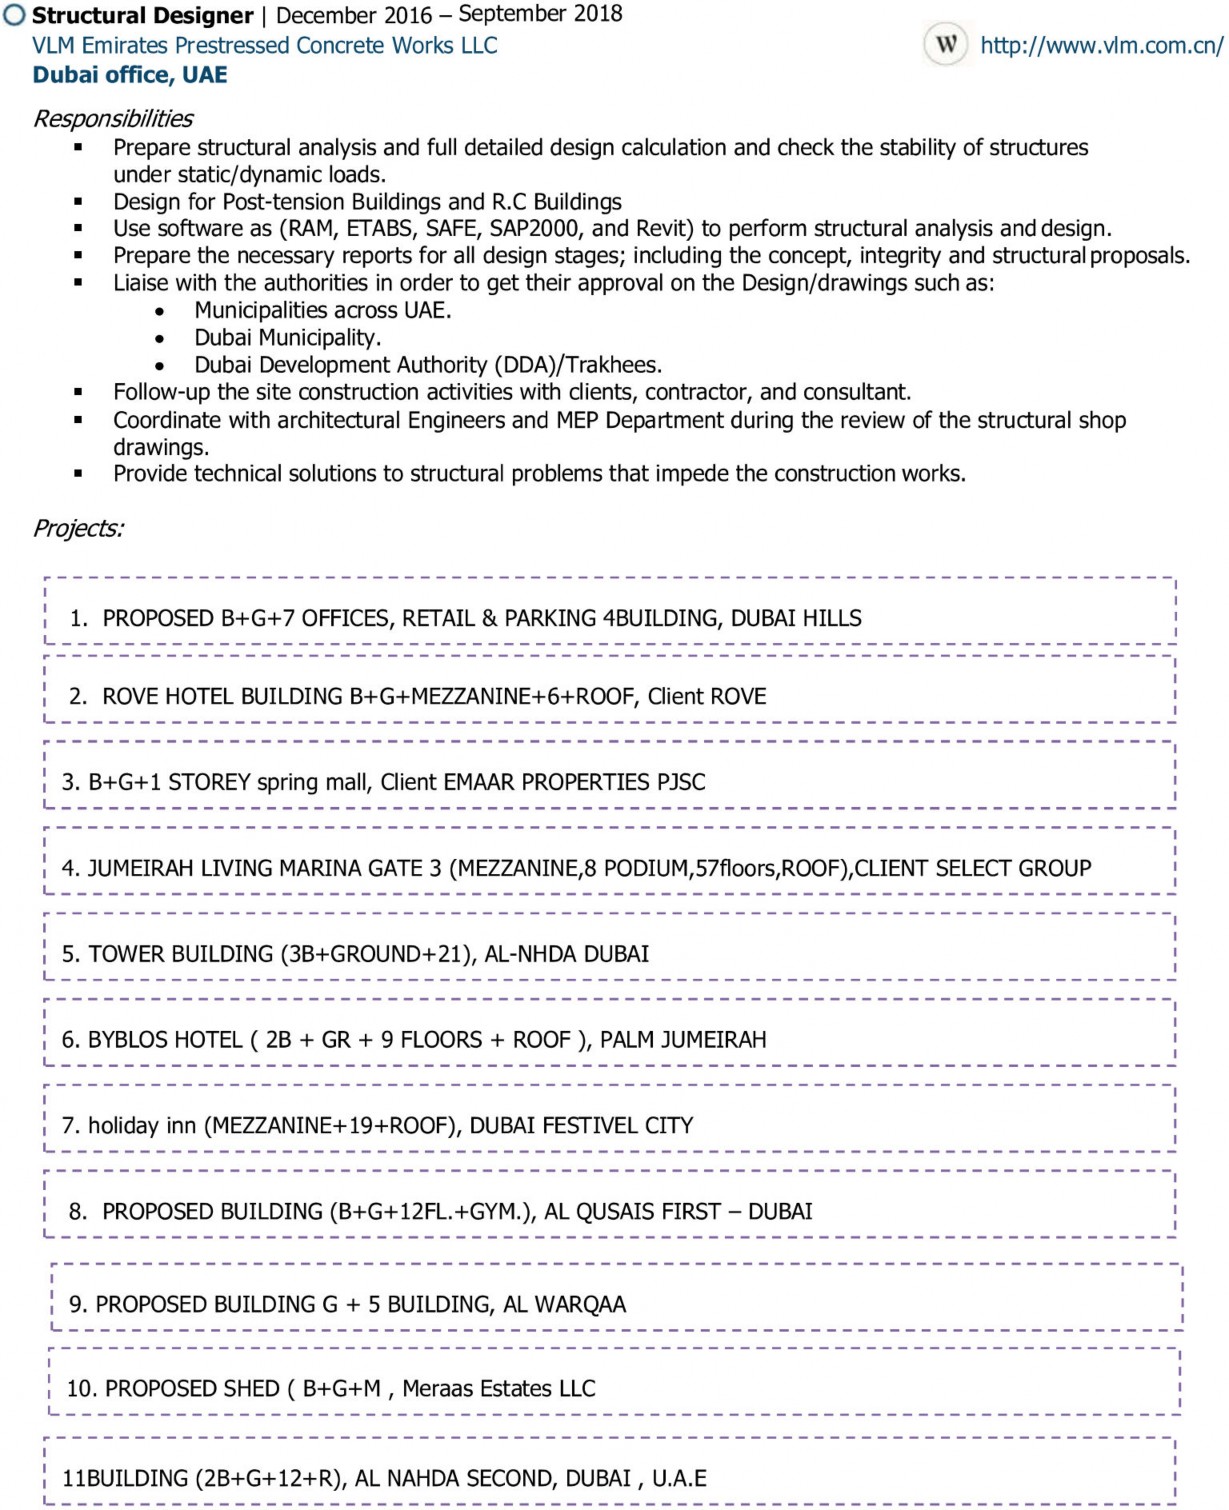 Structural Designer | December 2016 – September 2018
VLM Emirates Prestressed Concrete Works LLC
W http://www.vlm.com.cn/
Dubai office, UAE
Responsibilities
▪ Prepare structural analysis and full detailed design calculation and check the stability of structures
under static/dynamic loads.
▪ Design for Post-tension Buildings and R.C Buildings
▪ Use software as (RAM, ETABS, SAFE, SAP2000, and Revit) to perform structural analysis and design.
▪ Prepare the necessary reports for all design stages; including the concept, integrity and structural proposals.
▪ Liaise with the authorities in order to get their approval on the Design/drawings such as:
• Municipalities across UAE.
• Dubai Municipality.
• Dubai Development Authority (DDA)/Trakhees.
▪ Follow-up the site construction activities with clients, contractor, and consultant.
▪ Coordinate with architectural Engineers and MEP Department during the review of the structural shop
drawings.
▪ Provide technical solutions to structural problems that impede the construction works.
Projects:
1. PROPOSED B+G+7 OFFICES, RETAIL & PARKING 4BUILDING, DUBAI HILLS
2. ROVE HOTEL BUILDING B+G+MEZZANINE+6+ROOF, Client ROVE
3. B+G+1 STOREY spring mall, Client EMAAR PROPERTIES PJSC
4. JUMEIRAH LIVING MARINA GATE 3 (MEZZANINE,8 PODIUM,57floors,ROOF),CLIENT SELECT GROUP
5. TOWER BUILDING (3B+GROUND+21), AL-NHDA DUBAI
6. BYBLOS HOTEL ( 2B + GR + 9 FLOORS + ROOF ), PALM JUMEIRAH
7. holiday inn (MEZZANINE+19+ROOF), DUBAI FESTIVEL CITY
8. PROPOSED BUILDING (B+G+12FL.+GYM.), AL QUSAIS FIRST – DUBAI
9. PROPOSED BUILDING G + 5 BUILDING, AL WARQAA
10. PROPOSED SHED ( B+G+M , Meraas Estates LLC
11BUILDING (2B+G+12+R), AL NAHDA SECOND, DUBAI , U.A.E